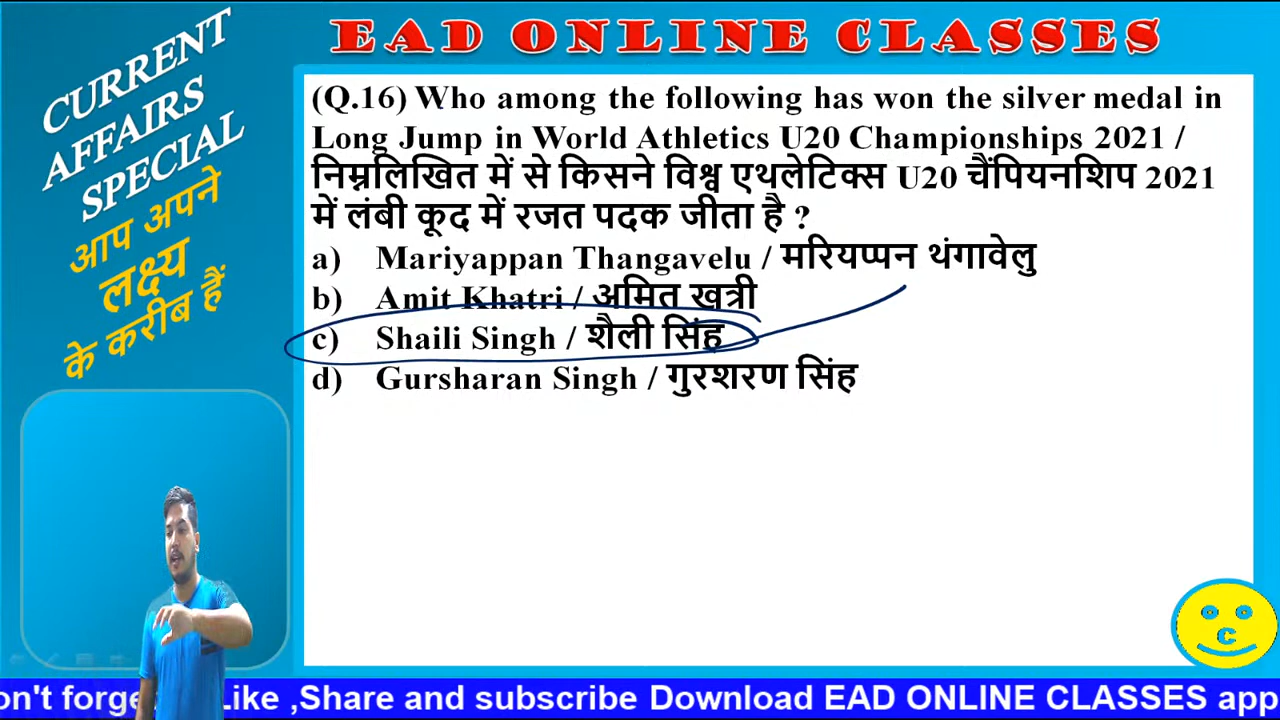 EAD ONLINE CLASSES
CURRENT
AFFAIRS
SPECIAL
आप अपने
लक्ष्य
के करीब हैं
(Q.16) Who among the following has won the silver medal in
Long Jump in World Athletics U20 Championships 2021 /
निम्नलिखित में से किसने विश्व एथलेटिक्स U20 चैंपियनशिप 2021
में लंबी कूद में रजत पदक जीता है ?
a) Mariyappan Thangavelu / मरियप्पन थंगावेलु
b) Amit Khatri / अमित खत्री
c) Shaili Singh / शैली सिंह
d) Gursharan Singh / गुरशरण सिंह
c
on't forge Like ,Share and subscribe Download EAD ONLINE CLASSES app